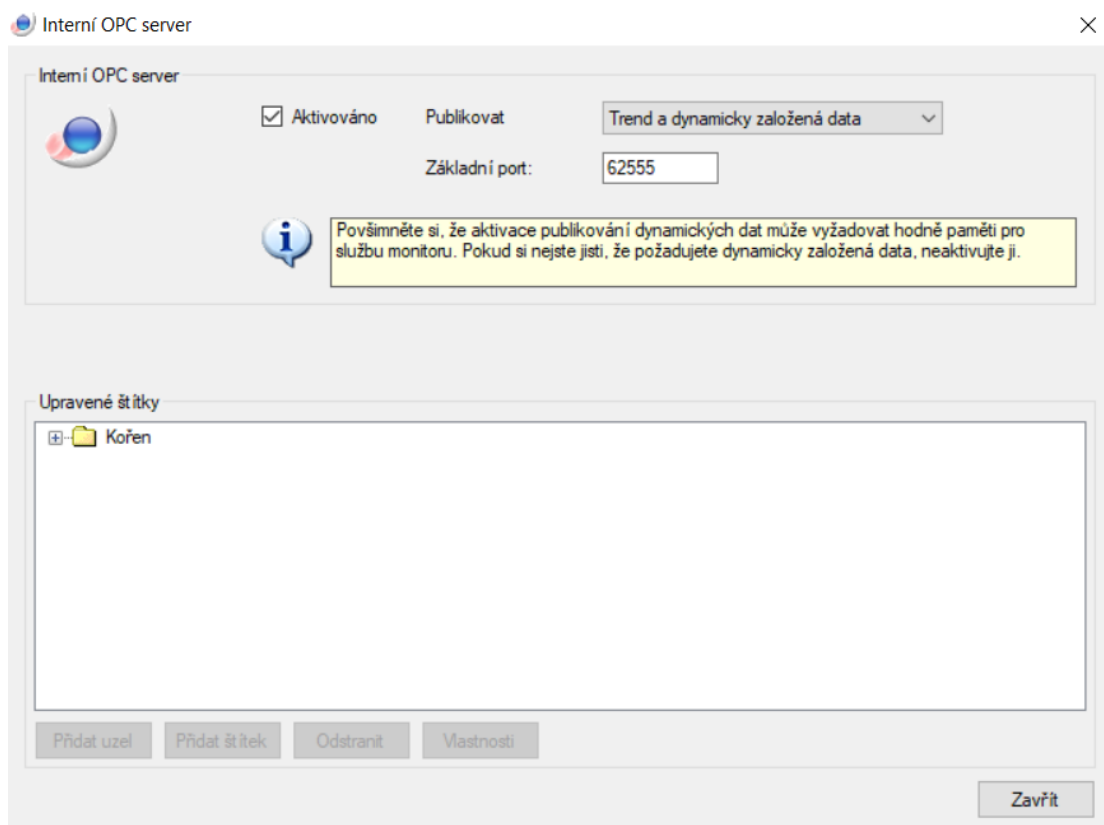 Interní OPC server
Interní OPC server
Aktivováno
Publikovat
Trend a dynamicky založená data
Základní port:
62555
Povšimněte si, že aktivace publikování dynamických dat může vyžadovat hodně paměti pro
službu monitoru. Pokud si nejste jisti, že požadujete dynamicky založená data, neaktivujte ji.
Upravené štítky
Kořen
Přidat uzel
Přidat štítek
Odstranit
Vlastnosti
Zavřít